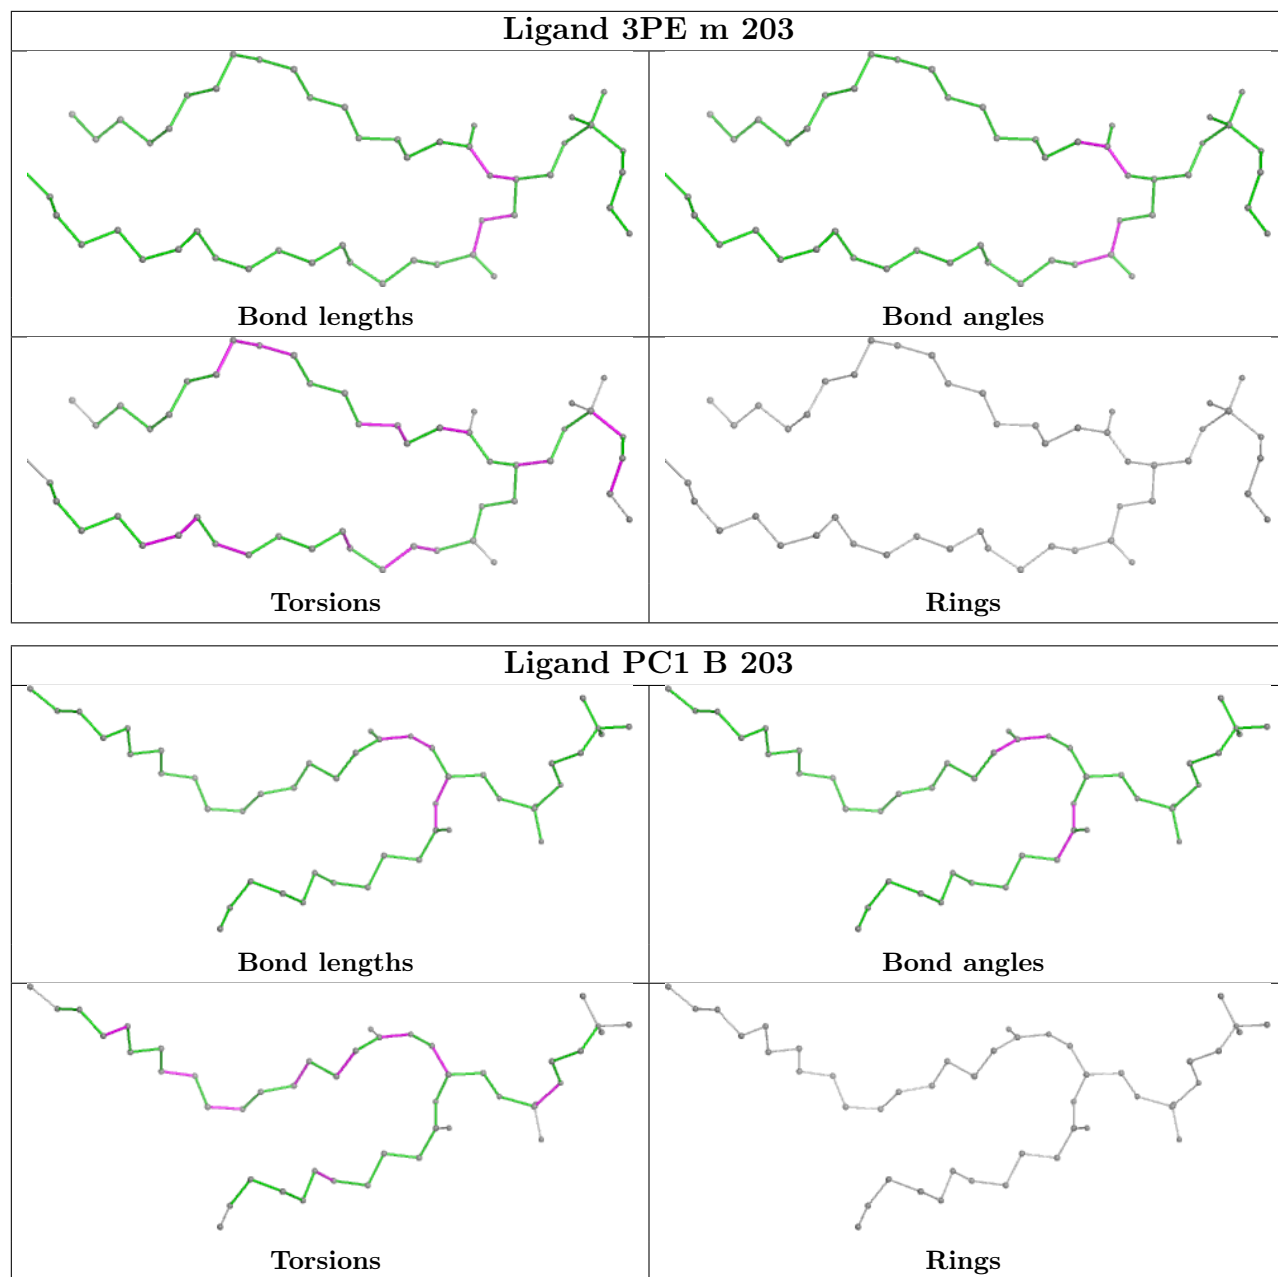 Ligand 3PE m 203
Bond lengths
Bond angles
Torsions
Rings
Ligand PC1 B 203
Bond lengths
Bond angles
Torsions
Rings